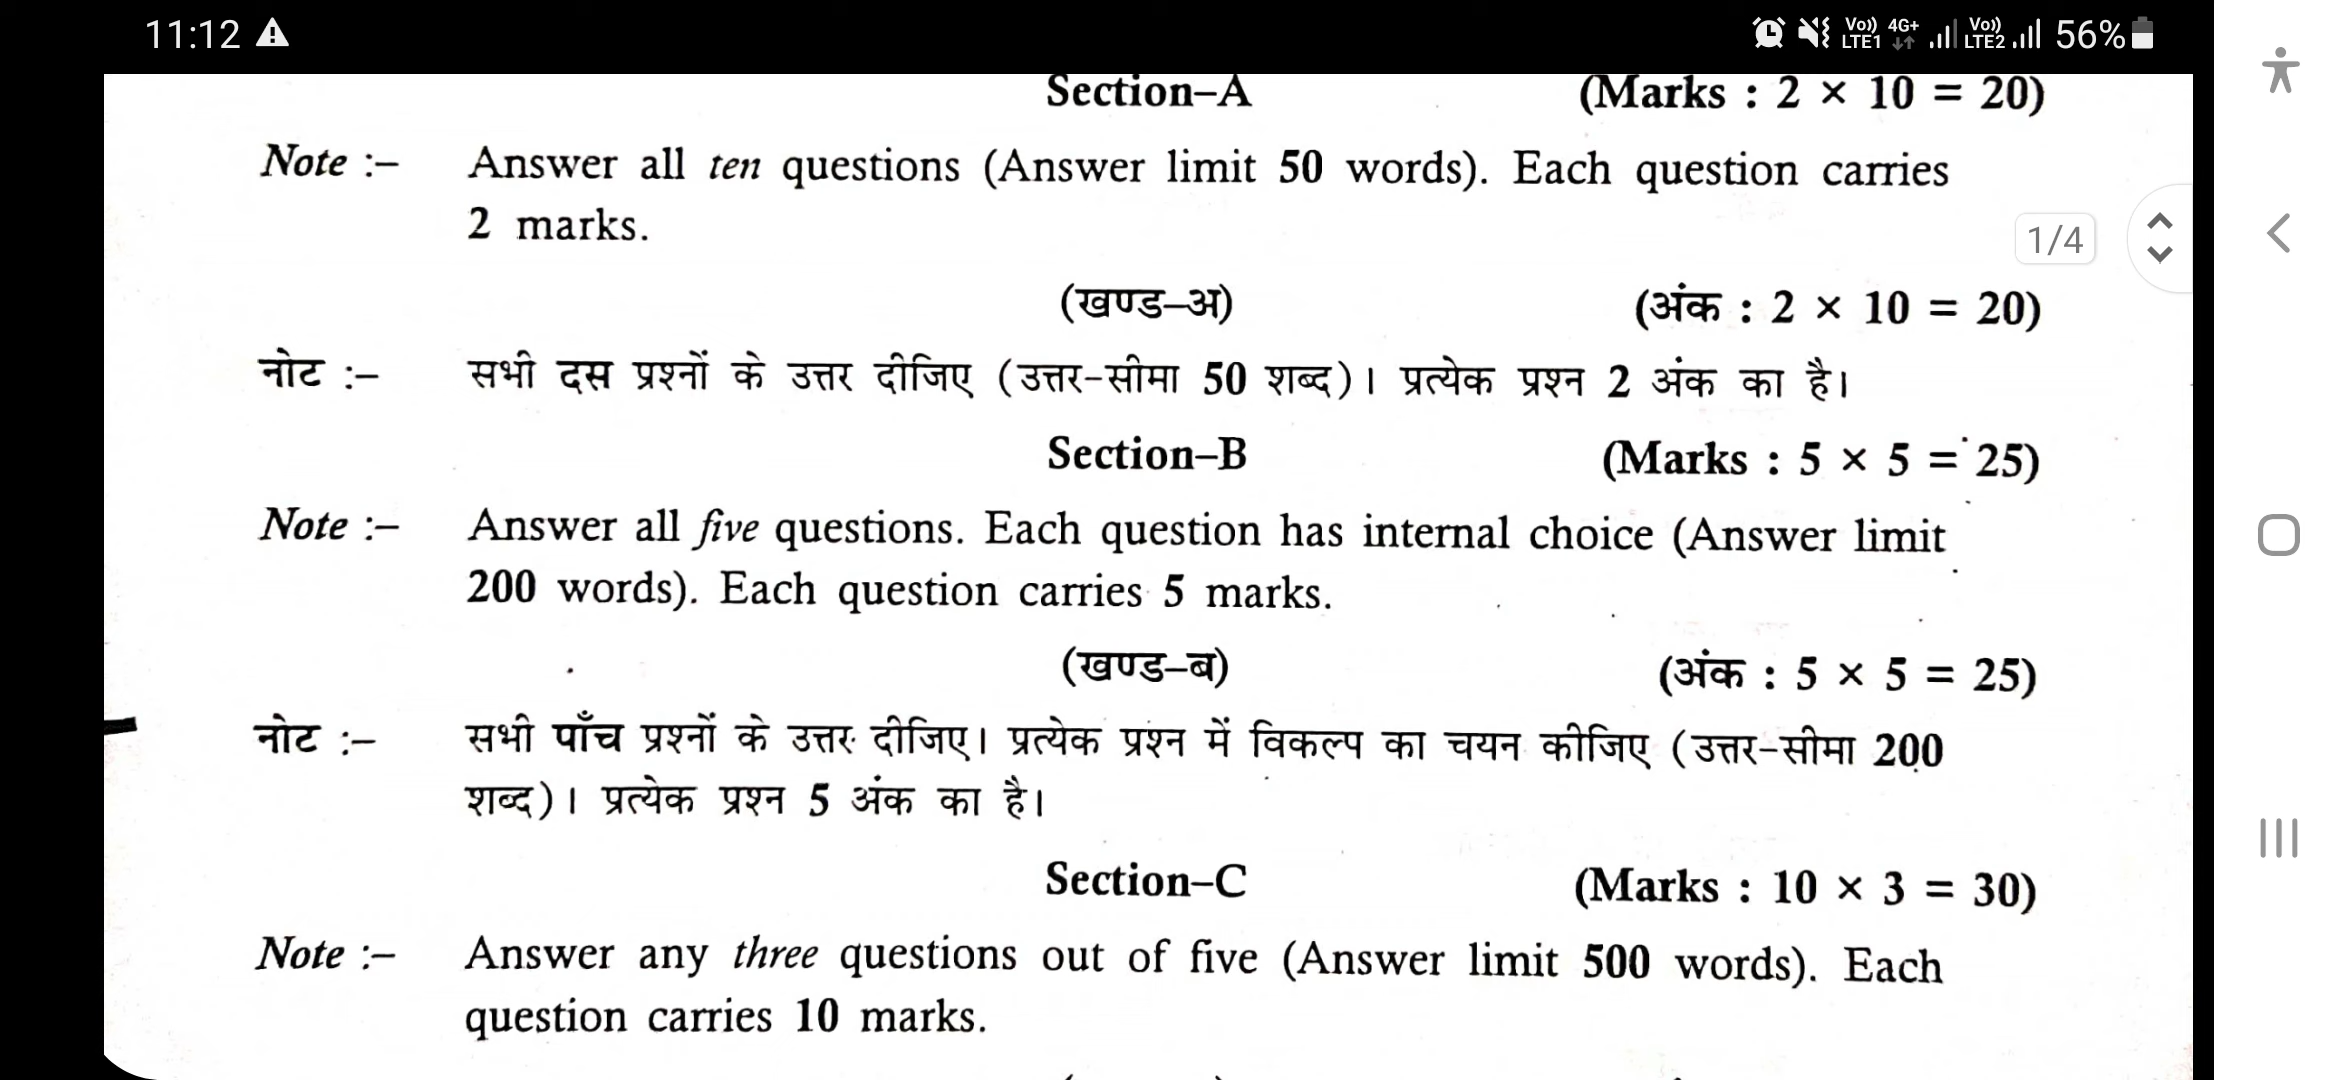 11:12
Vo)) 4G+ Vo)) 56%
LTE1 LTE2
Section–A (Marks : 2 × 10 = 20)
Note :– Answer all ten questions (Answer limit 50 words). Each question carries
2 marks.
1/4
(खण्ड–अ) (अंक : 2 × 10 = 20)
नोट :– सभी दस प्रश्नों के उत्तर दीजिए (उत्तर-सीमा 50 शब्द)। प्रत्येक प्रश्न 2 अंक का है।
Section–B (Marks : 5 × 5 = 25)
Note :– Answer all five questions. Each question has internal choice (Answer limit
200 words). Each question carries 5 marks.
(खण्ड–ब) (अंक : 5 × 5 = 25)
नोट :– सभी पाँच प्रश्नों के उत्तर दीजिए। प्रत्येक प्रश्न में विकल्प का चयन कीजिए (उत्तर-सीमा 200
शब्द)। प्रत्येक प्रश्न 5 अंक का है।
Section–C (Marks : 10 × 3 = 30)
Note :– Answer any three questions out of five (Answer limit 500 words). Each
question carries 10 marks.